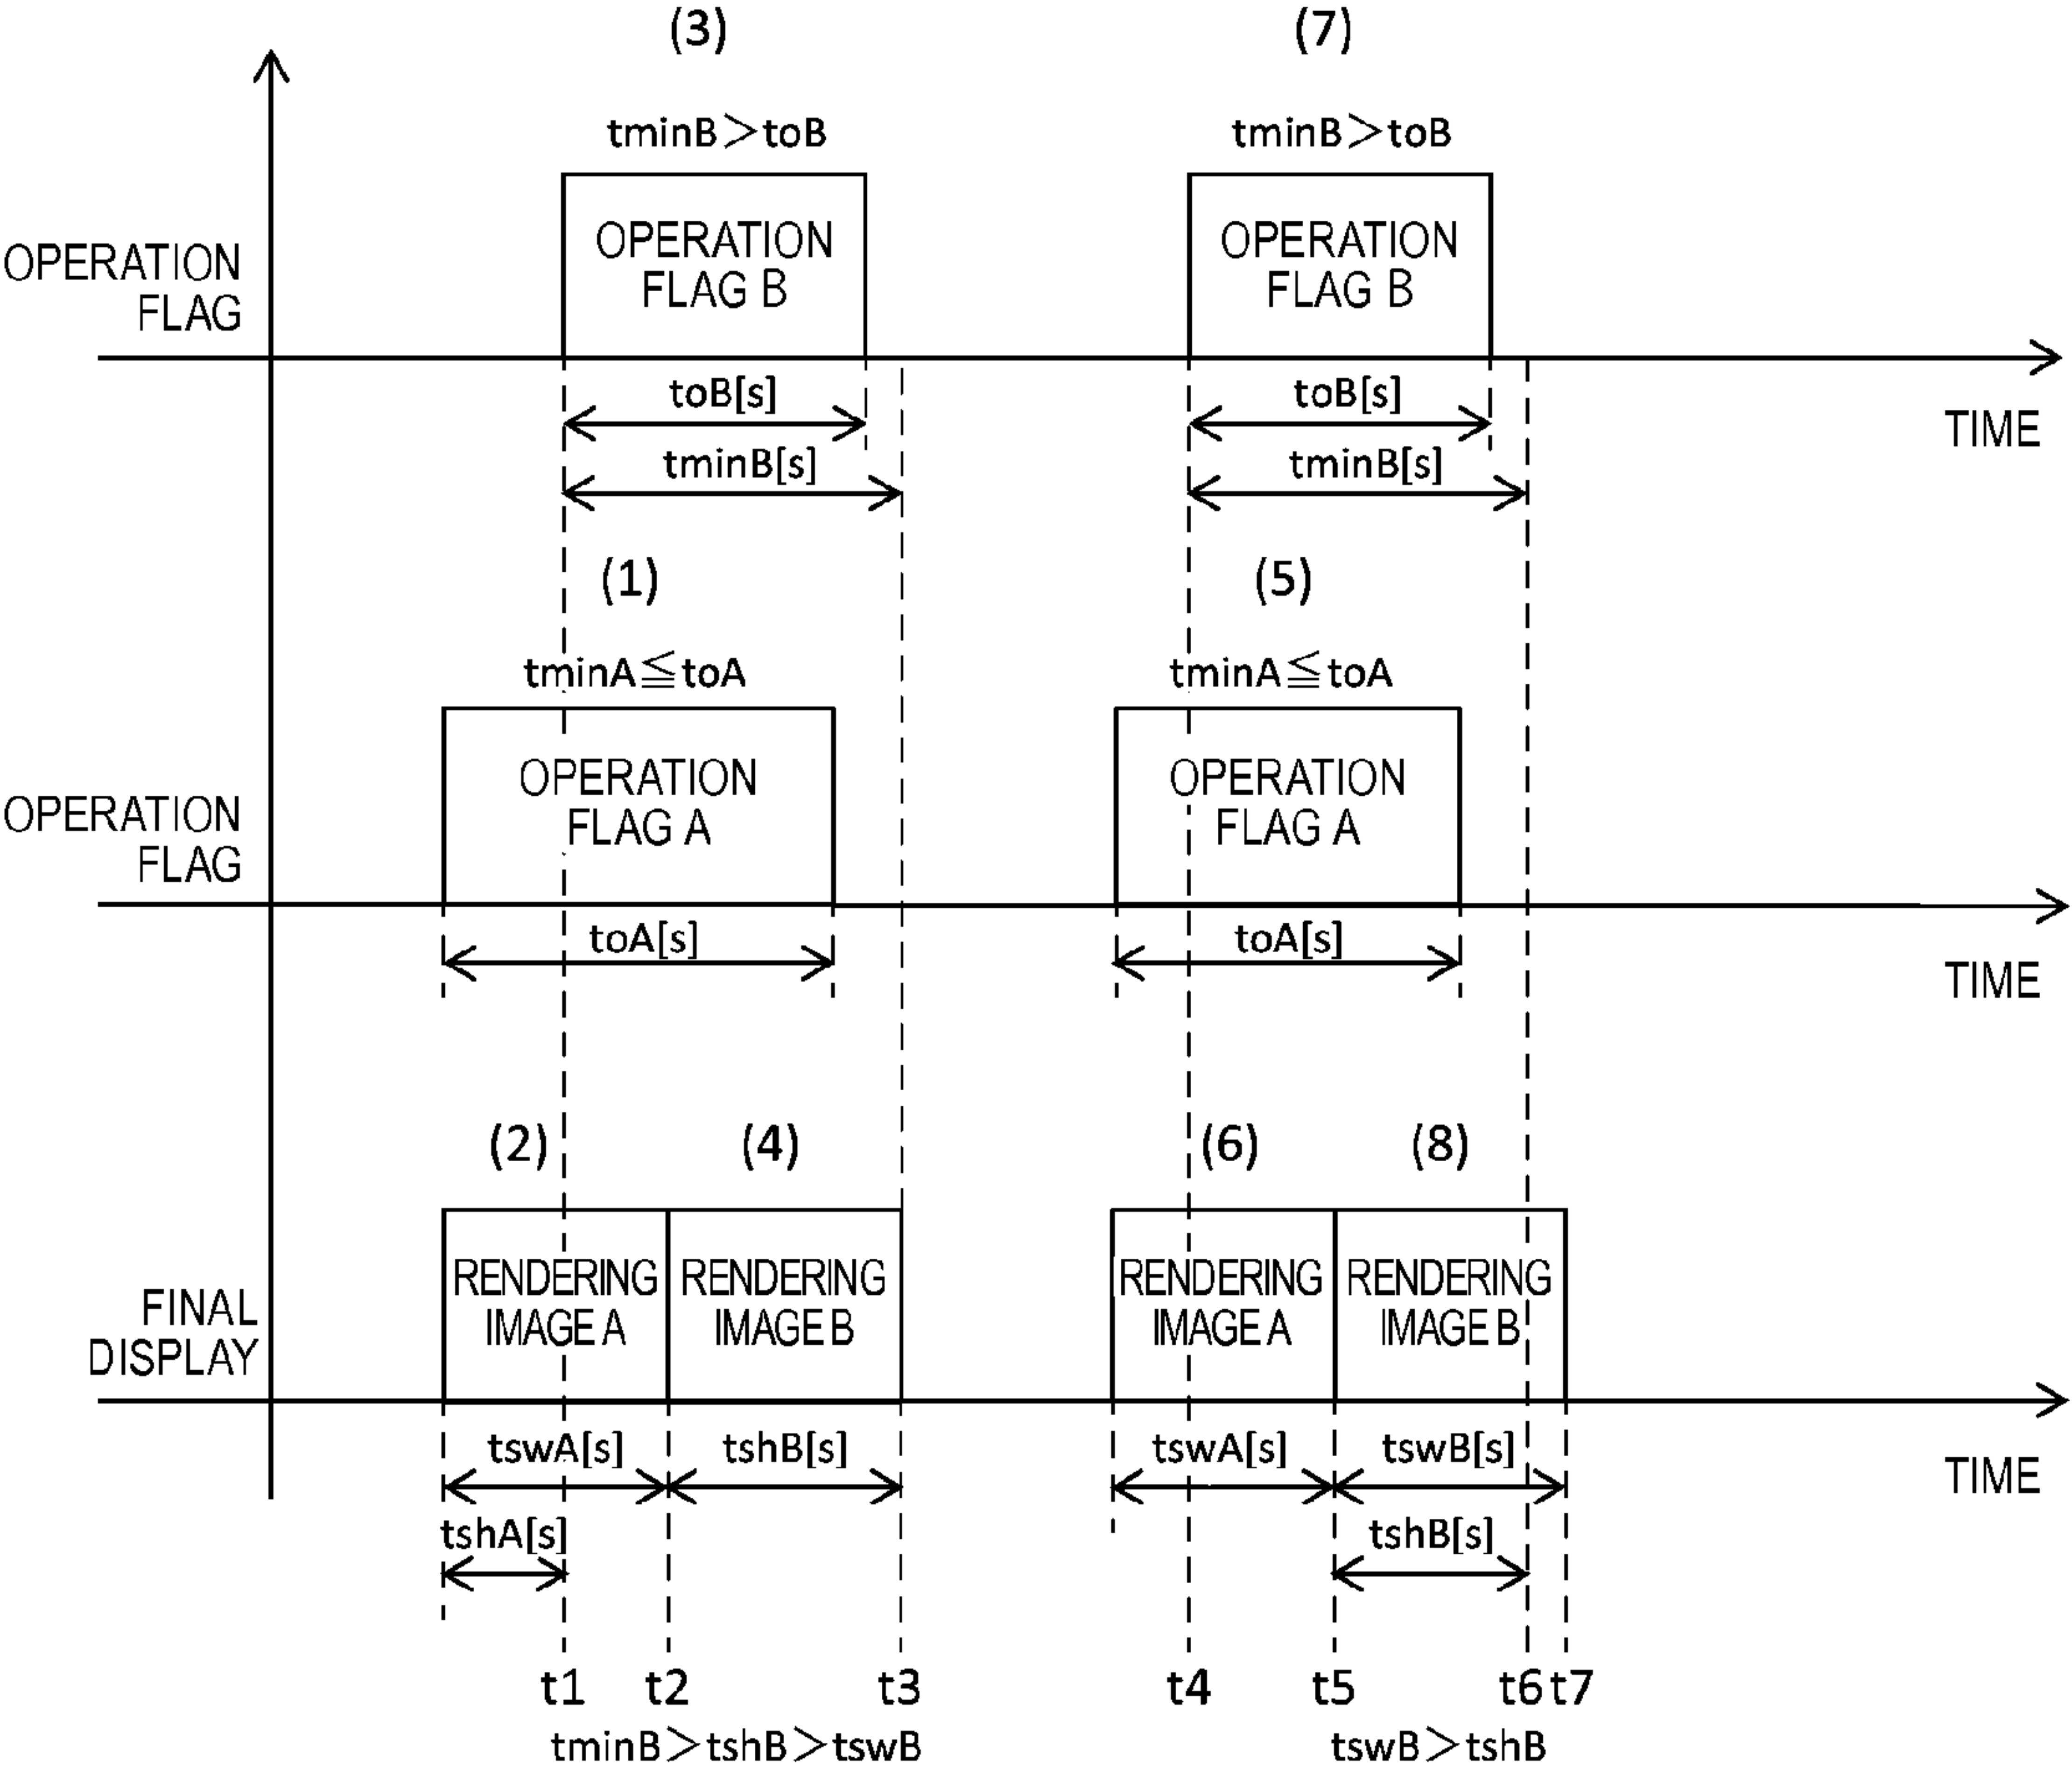 (3)
(7)
tminB>toB
tminB>toB
OPERATION
FLAG
OPERATION
FLAG B
OPERATION
FLAG B
toB[s]
toB[s]
TIME
tminB[s]
tminB[s]
(1)
(5)
tminA≦toA
tminA≦toA
OPERATION
FLAG
OPERATION
FLAG A
OPERATION
FLAG A
toA[s]
toA[s]
TIME
(2)
(4)
(6)
(8)
FINAL
DISPLAY
RENDERING
IMAGE A
RENDERING
IMAGE B
RENDERING
IMAGE A
RENDERING
IMAGE B
tswA[s]
tshB[s]
tswA[s]
tswB[s]
TIME
tshA[s]
tshB[s]
t1
t2
t3
t4
t5
t6
t7
tminB>tshB>tswB
tswB>tshB